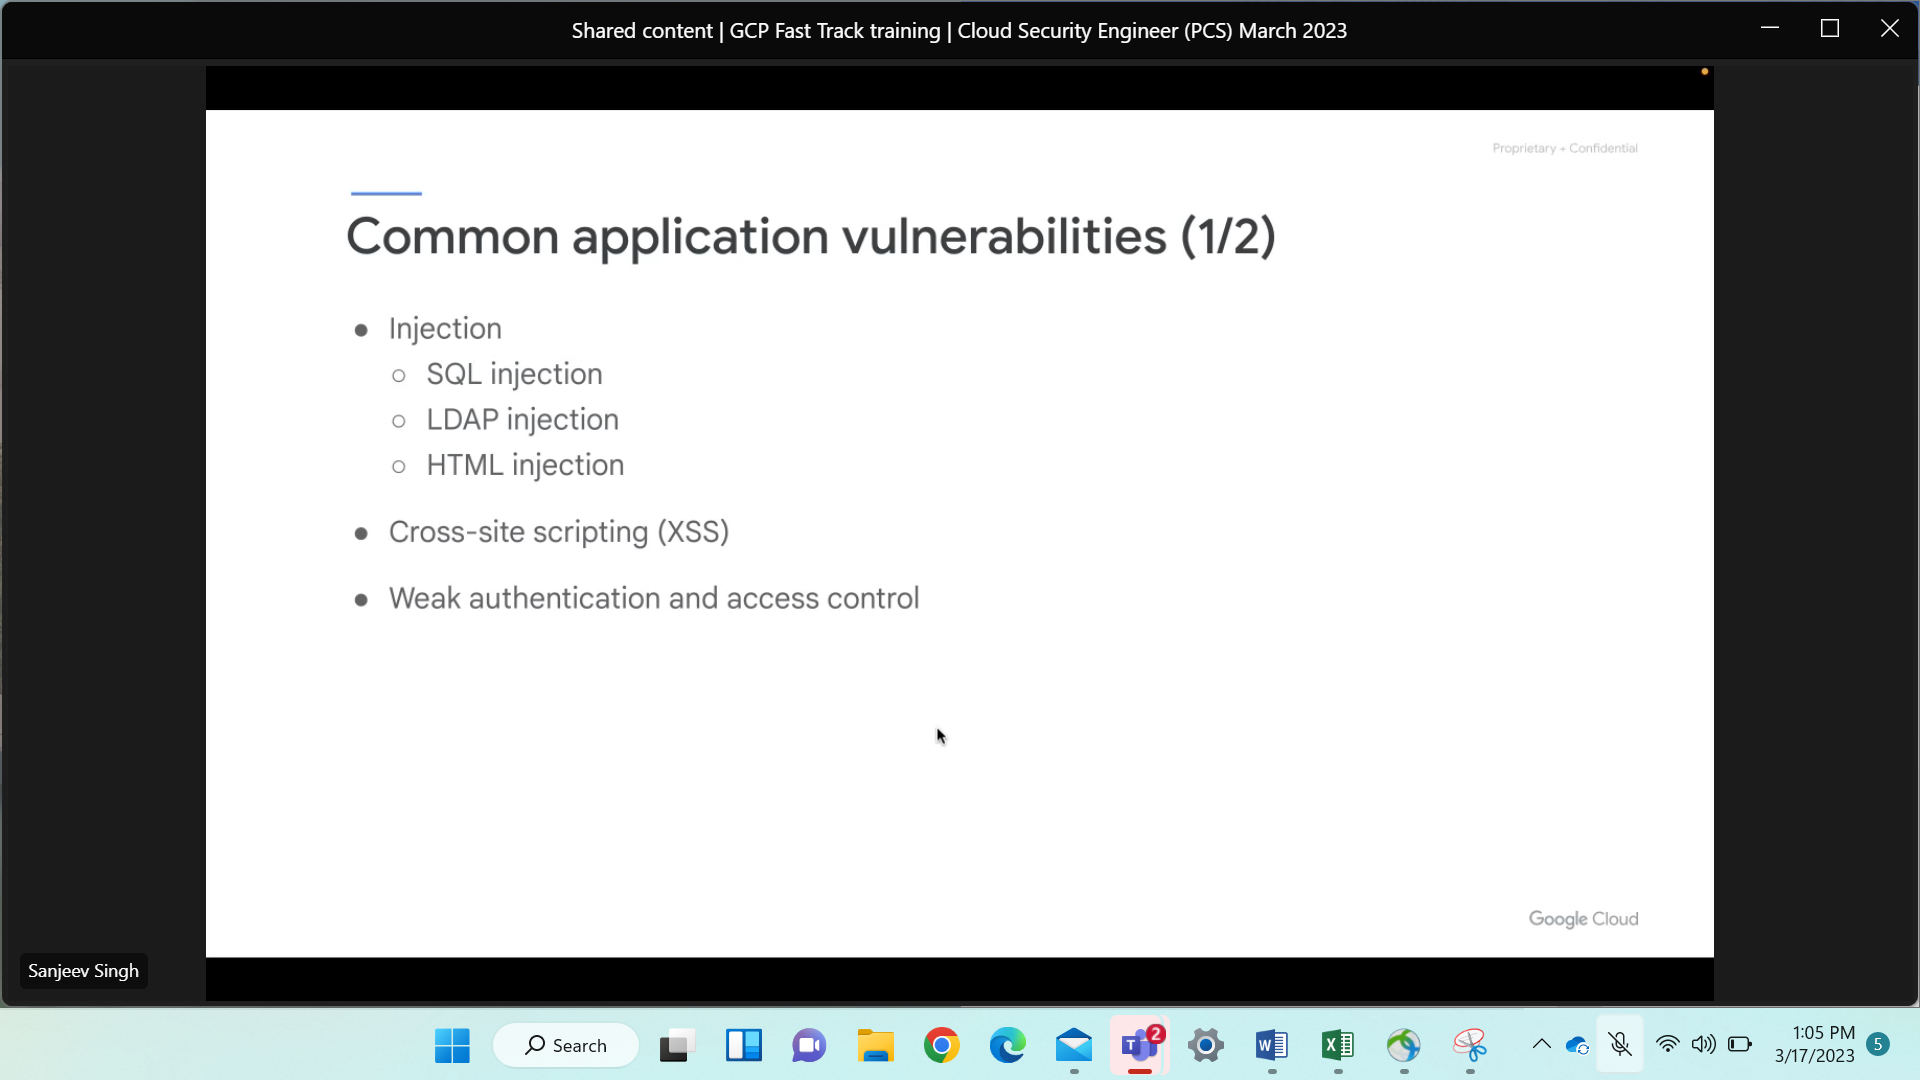 Shared content | GCP Fast Track training | Cloud Security Engineer (PCS) March 2023
Proprietary + Confidential
Common application vulnerabilities (1/2)
● Injection
○ SQL injection
○ LDAP injection
○ HTML injection
● Cross-site scripting (XSS)
● Weak authentication and access control
Google Cloud
Sanjeev Singh
Search
T
2
W
X
1:05 PM
3/17/2023
5